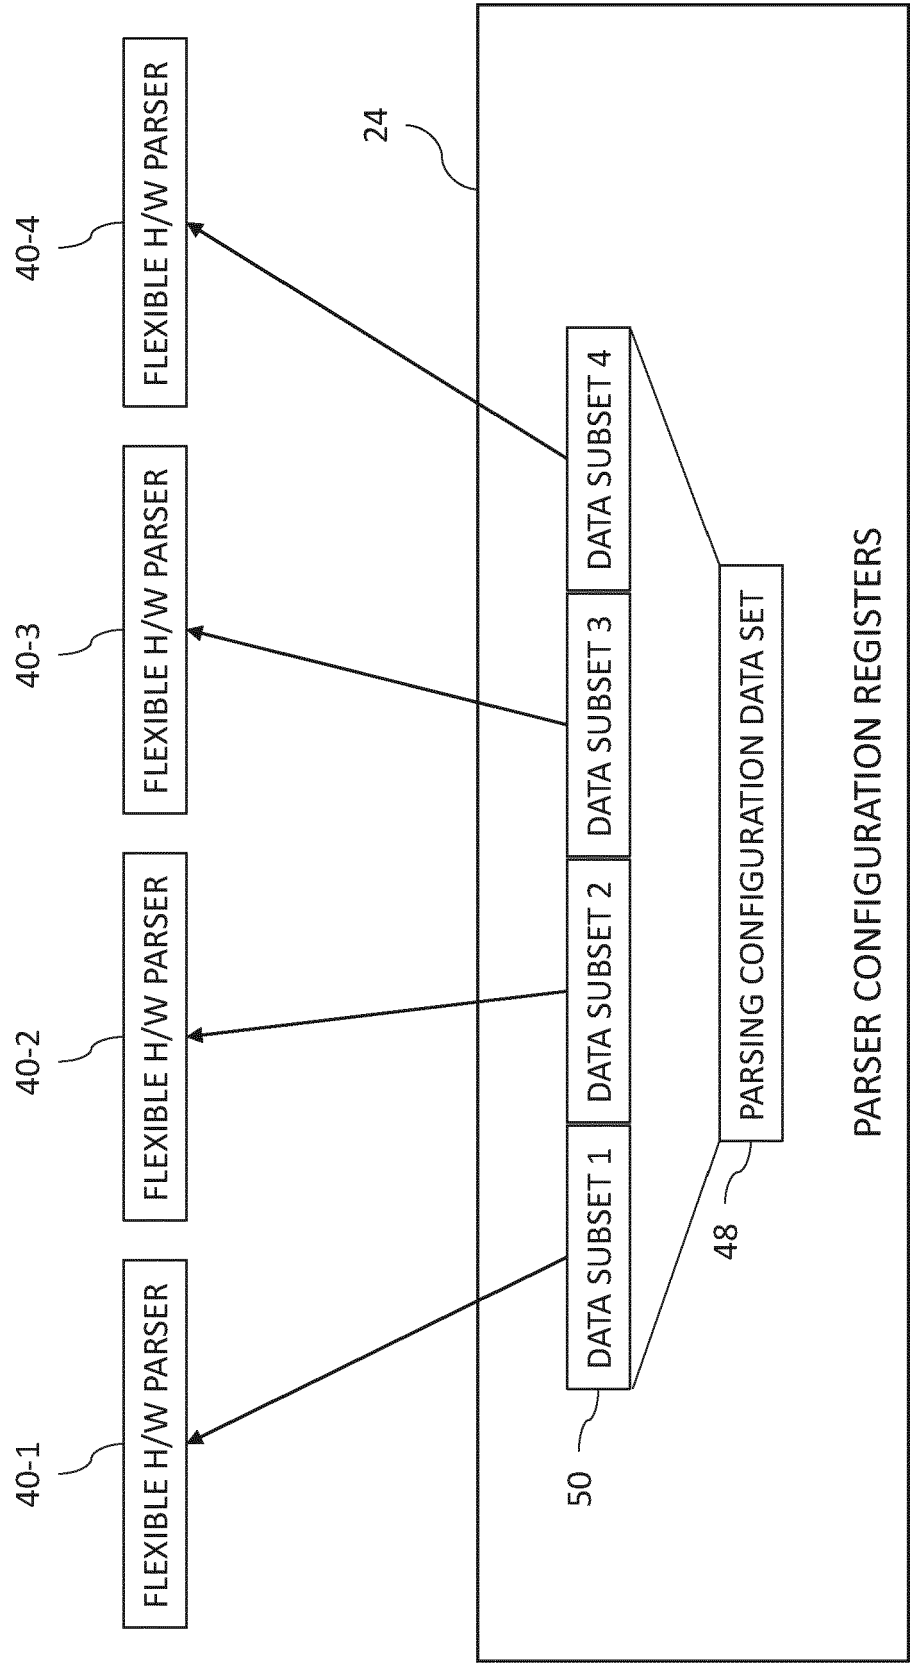 40-1
40-2
40-3
40-4
FLEXIBLE H/W PARSER
FLEXIBLE H/W PARSER
FLEXIBLE H/W PARSER
FLEXIBLE H/W PARSER
24
50
DATA SUBSET 1
DATA SUBSET 2
DATA SUBSET 3
DATA SUBSET 4
48
PARSING CONFIGURATION DATA SET
PARSER CONFIGURATION REGISTERS